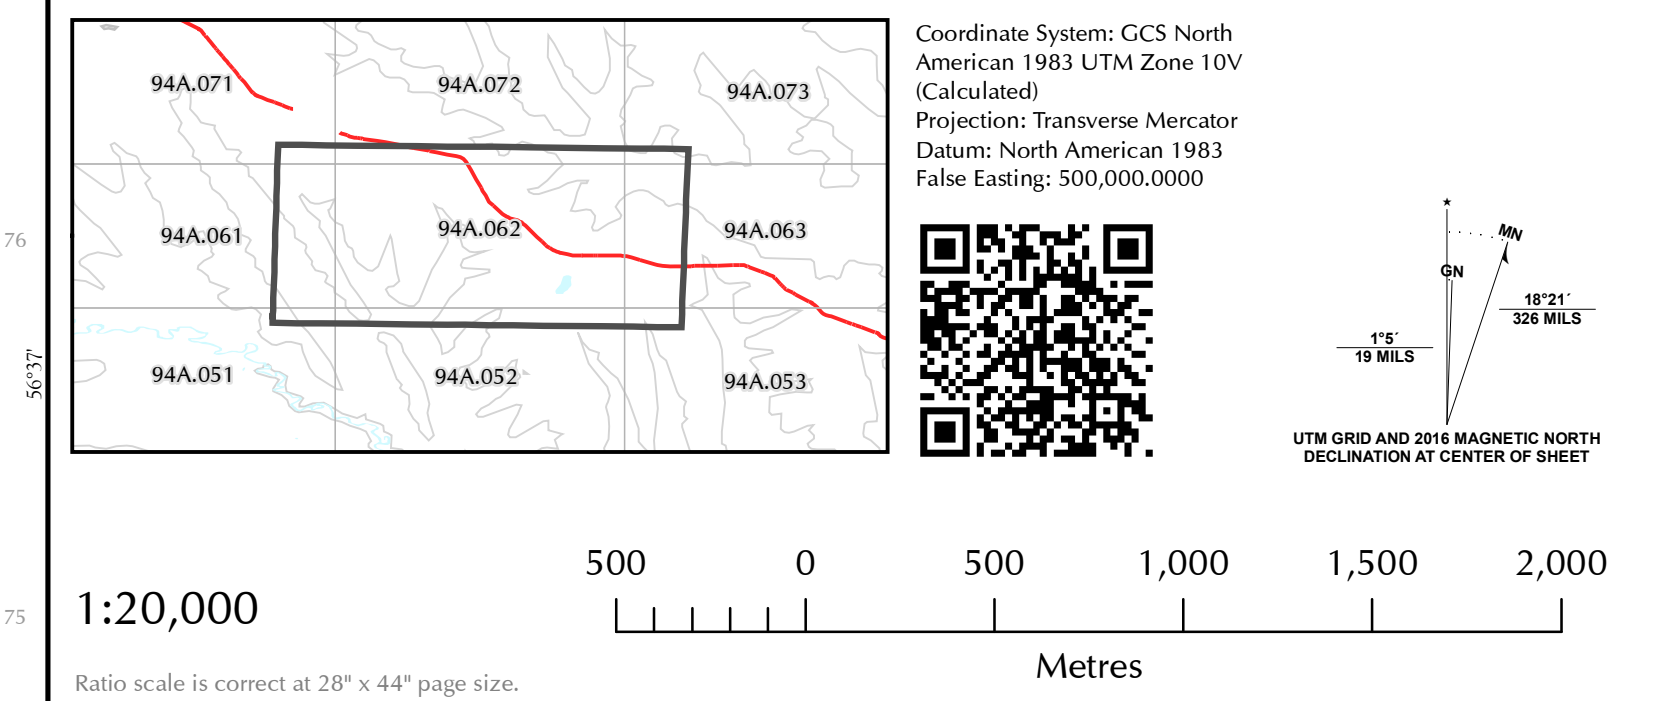 94A.071
94A.072
94A.073
94A.061
94A.062
94A.063
94A.051
94A.052
94A.053
76
56°37'
75
Coordinate System: GCS North
American 1983 UTM Zone 10V
(Calculated)
Projection: Transverse Mercator
Datum: North American 1983
False Easting: 500,000.0000
MN
GN
18°21´
326 MILS
1°5´
19 MILS
UTM GRID AND 2016 MAGNETIC NORTH
DECLINATION AT CENTER OF SHEET
1:20,000
500 0 500 1,000 1,500 2,000
Metres
Ratio scale is correct at 28" x 44" page size.